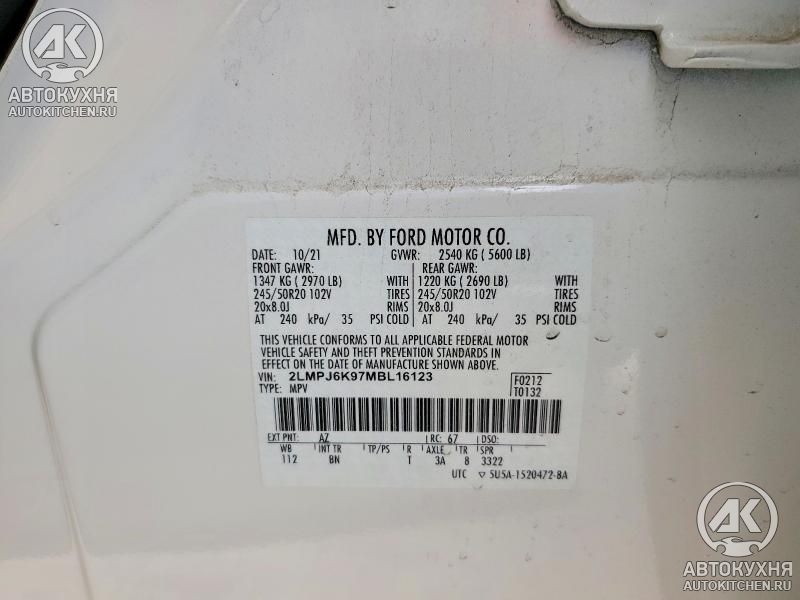 АК
АВТОКУХНЯ
AUTOKITCHEN.RU
MFD. BY FORD MOTOR CO.
DATE: 10/21 GVWR: 2540 KG ( 5600 LB)
FRONT GAWR: REAR GAWR:
1347 KG ( 2970 LB) WITH 1220 KG ( 2690 LB) WITH
245/50R20 102V TIRES 245/50R20 102V TIRES
20x8.0J RIMS 20x8.0J RIMS
AT 240 kPa/ 35 PSI COLD AT 240 kPa/ 35 PSI COLD
THIS VEHICLE CONFORMS TO ALL APPLICABLE FEDERAL MOTOR
VEHICLE SAFETY AND THEFT PREVENTION STANDARDS IN
EFFECT ON THE DATE OF MANUFACTURE SHOWN ABOVE.
VIN: 2LMPJ6K97MBL16123 F0212
TYPE: MPV T0132
EXT PNT: AZ RC: 67 DSO:
WB INT TR TP/PS R AXLE TR SPR
112 BN T 3A 8 3322
UTC ▽ 5U5A-1520472-BA
АК
АВТОКУХНЯ
AUTOKITCHEN.RU